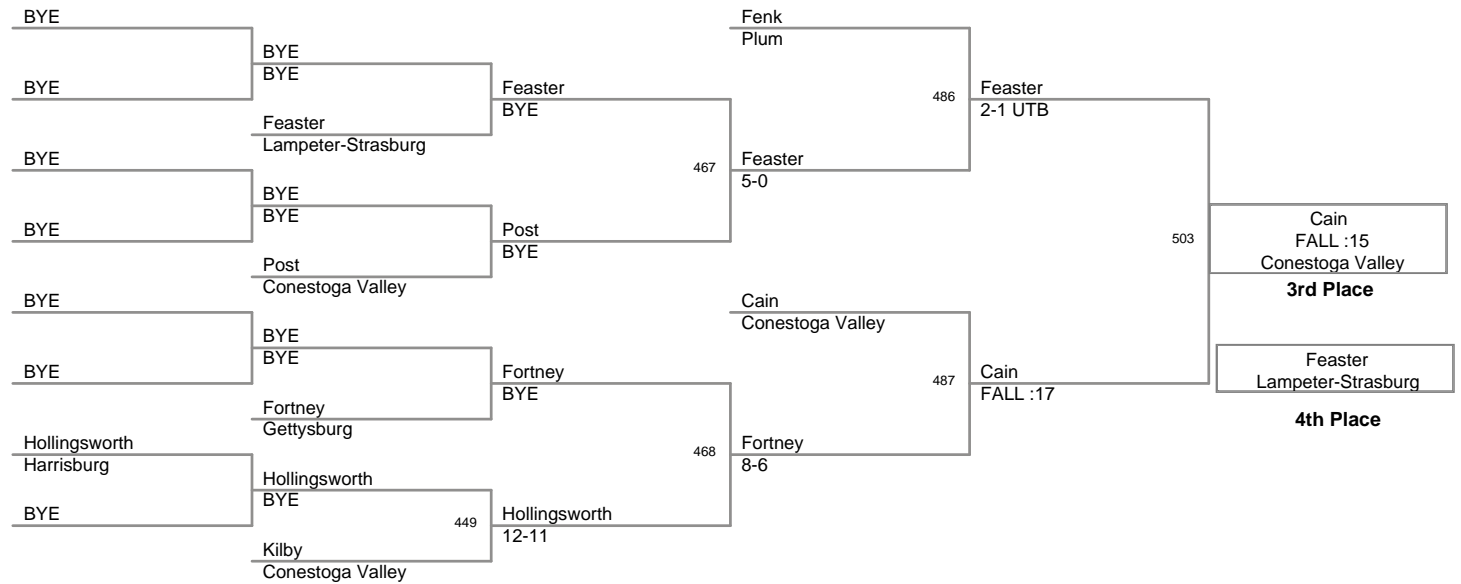 BYE
BYE
BYE
BYE
Feaster
Lampeter-Strasburg
Feaster
BYE
BYE
BYE
BYE
BYE
Post
Conestoga Valley
Post
BYE
467
Feaster
5-0
Fenk
Plum
486
Feaster
2-1 UTB
BYE
BYE
BYE
BYE
Fortney
Gettysburg
Fortney
BYE
Hollingsworth
Harrisburg
BYE
Hollingsworth
BYE
Kilby
Conestoga Valley
449
Hollingsworth
12-11
468
Fortney
8-6
Cain
Conestoga Valley
487
Cain
FALL :17
503
Cain
FALL :15
Conestoga Valley
3rd Place
Feaster
Lampeter-Strasburg
4th Place